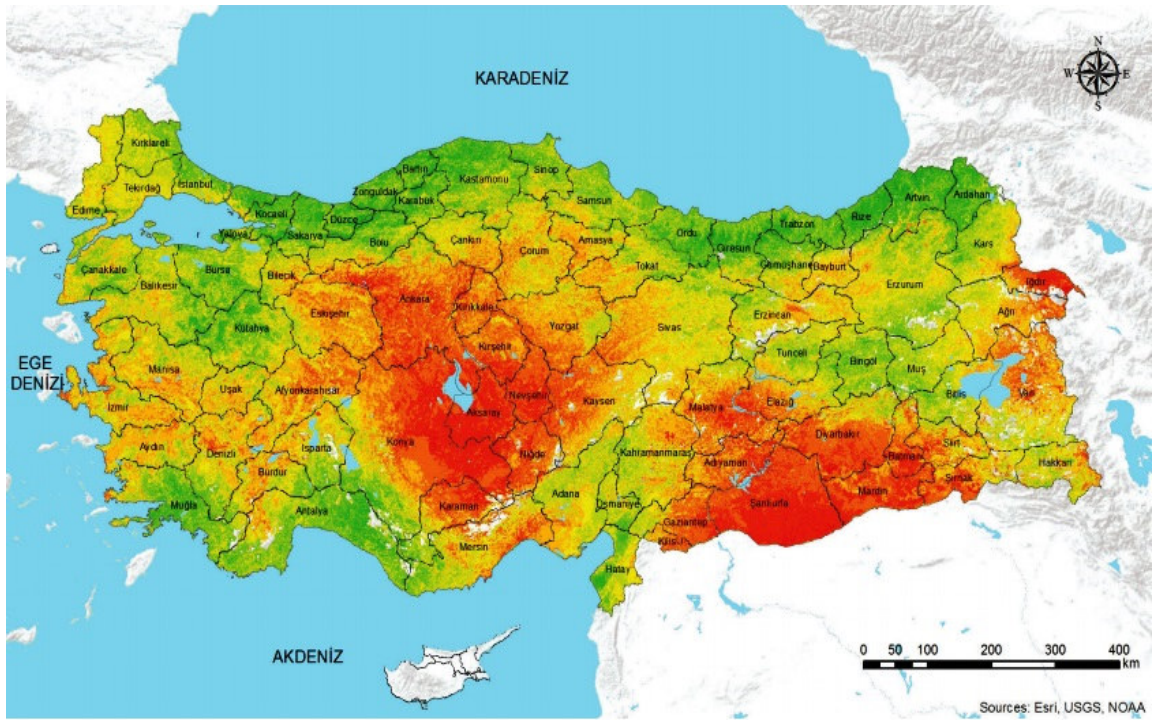 KARADENİZ
N
W E
S
Kırklareli
Tekirdağ
İstanbul
Edirne
Kocaeli
Yalova
Sakarya
Düzce
Zonguldak
Bartın
Karabük
Kastamonu
Sinop
Samsun
Bolu
Çankırı
Çorum
Amasya
Tokat
Ordu
Giresun
Trabzon
Rize
Artvin
Ardahan
Gümüşhane
Bayburt
Kars
Erzurum
Iğdır
Ağrı
Çanakkale
Balıkesir
Bursa
Bilecik
Kütahya
Eskişehir
Ankara
Kırıkkale
Yozgat
Sivas
Erzincan
Tunceli
Bingöl
Muş
Bitlis
Van
EGE
DENİZİ
Manisa
Uşak
Afyonkarahisar
Kırşehir
Nevşehir
Kayseri
Aksaray
Malatya
Elazığ
Diyarbakır
Batman
Siirt
Şırnak
Hakkari
İzmir
Aydın
Denizli
Isparta
Burdur
Konya
Niğde
Kahramanmaraş
Adıyaman
Mardin
Şanlıurfa
Muğla
Antalya
Karaman
Mersin
Adana
Osmaniye
Gaziantep
Kilis
Hatay
AKDENİZ
0 50 100 200 300 400
km
Sources: Esri, USGS, NOAA